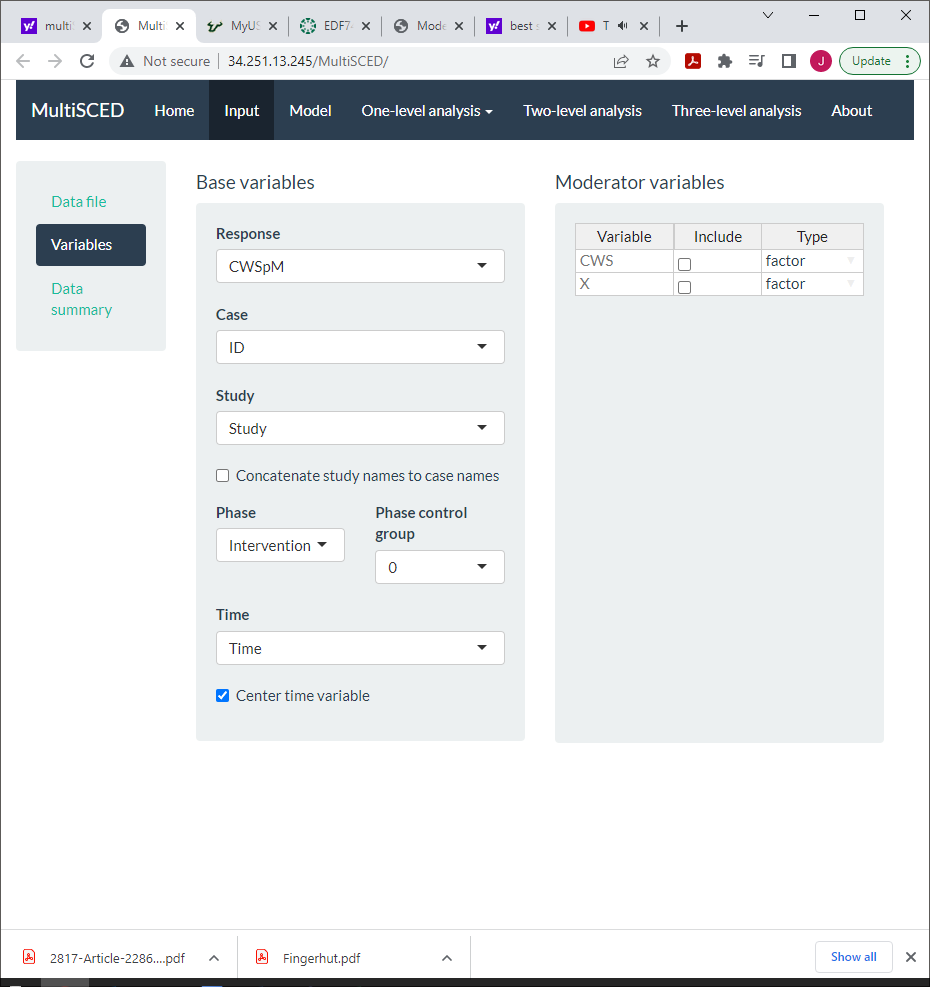 multi
Multi
MyUS
EDF7
Mode
best s
T
Not secure
34.251.13.245/MultiSCED/
J
Update
MultiSCED Home Input Model One-level analysis Two-level analysis Three-level analysis About
Data file
Variables
Data
summary
Base variables
Response
CWSpM
Case
ID
Study
Study
Concatenate study names to case names
Phase
Intervention
Phase control
group
0
Time
Time
Center time variable
Moderator variables
Variable Include Type
CWS factor
X factor
2817-Article-2286....pdf
Fingerhut.pdf
Show all